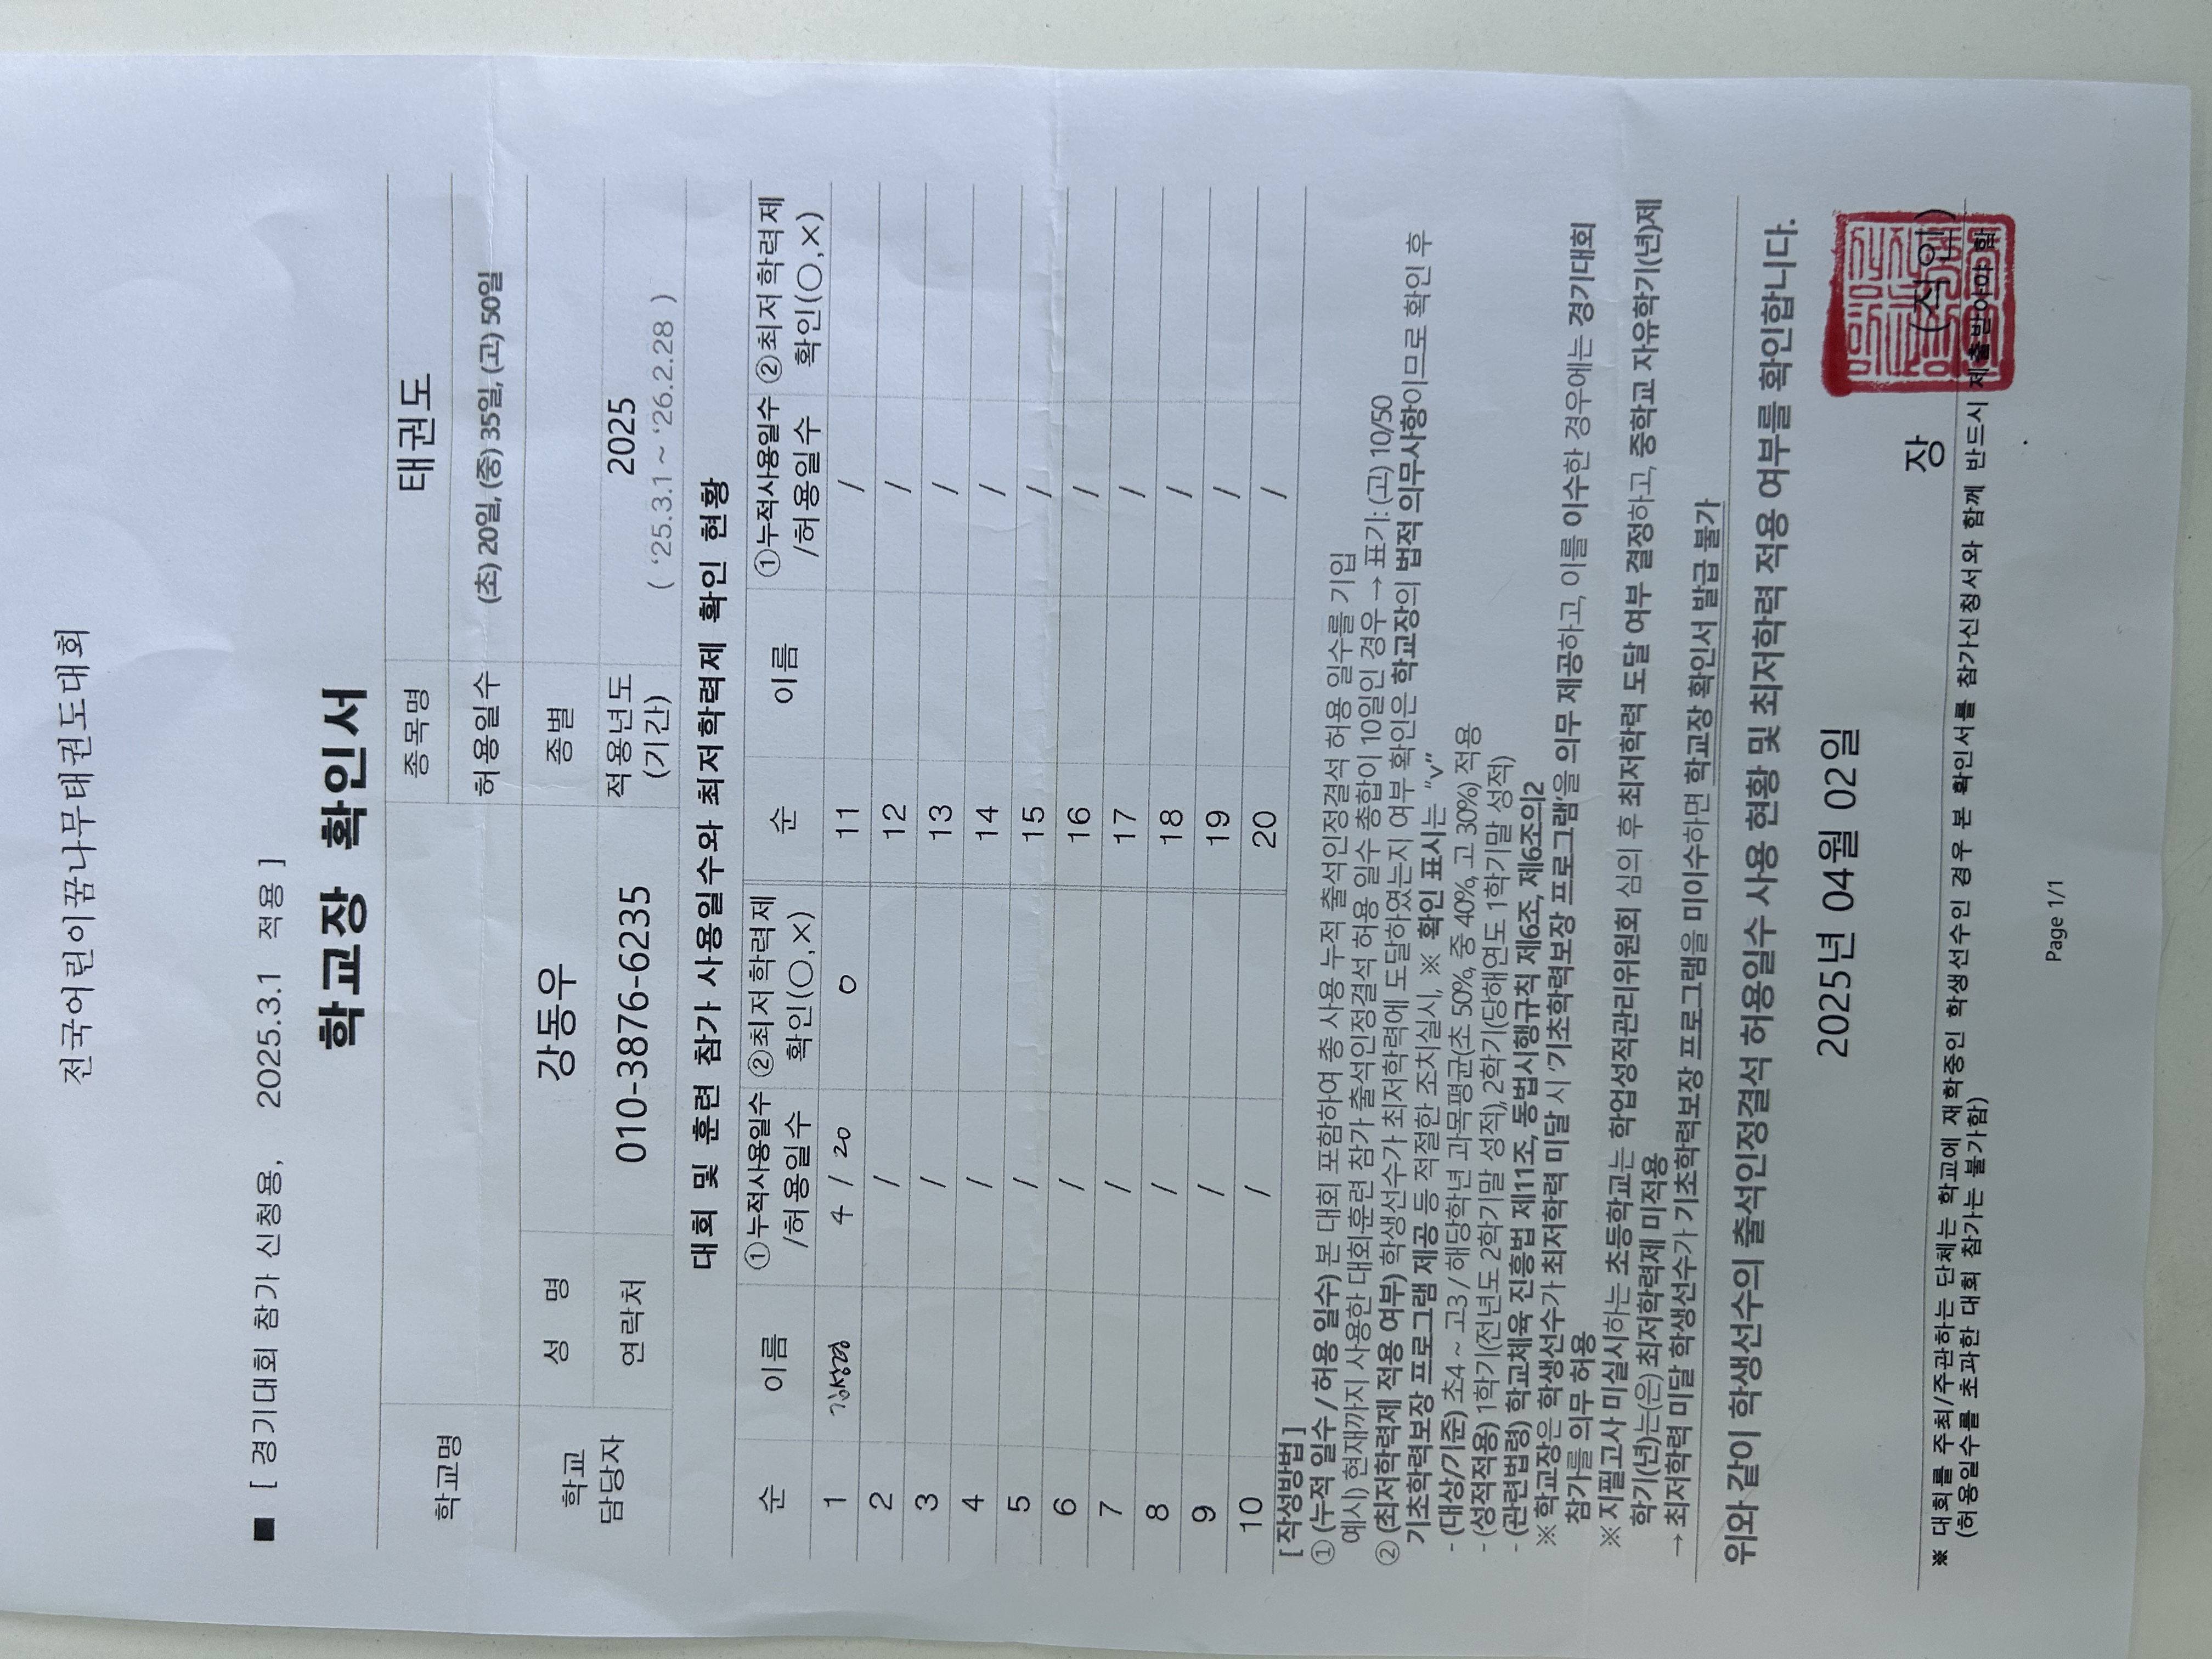 전국어린이꿈나무태권도대회
■ [ 경기대회 참가 신청용, 2025.3.1 적용 ]
학교장 확인서
학교명 종목명 태권도
허용일수 (초) 20일, (중) 35일, (고) 50일
학교 담당자 성 명 강동우 종별
연락처 010-3876-6235 적용년도 (기간) 2025 ( ‘25.3.1 ~ ‘26.2.28 )
대회 및 훈련 참가 사용일수와 최저학력제 확인 현황
순 이름 ①누적사용일수 /허용일수 ②최저학력제 확인(○,×) 순 이름 ①누적사용일수 /허용일수 ②최저학력제 확인(○,×)
1 4 / 20 O 11 /
2 / 12 /
3 / 13 /
4 / 14 /
5 / 15 /
6 / 16 /
7 / 17 /
8 / 18 /
9 / 19 /
10 / 20 /
[ 작성방법 ]
① (누적 일수 / 허용 일수) 본 대회 포함하여 총 사용 누적 출석인정결석 허용 일수를 기입
예시) 현재까지 사용한 대회·훈련 참가 출석인정결석 허용 일수 총합이 10일인 경우 → 표기: (고) 10/50
② (최저학력제 적용 여부) 학생선수가 최저학력에 도달하였는지 여부 확인은 학교장의 법적 의무사항이므로 확인 후
기초학력보장 프로그램 제공 등 적절한 조치실시, ※ 확인 표시는 “v”
- (대상/기준) 초4 ~ 고3 / 해당학년 과목평균(초 50%, 중 40%, 고 30%) 적용
- (성적적용) 1학기(전년도 2학기말 성적), 2학기(당해연도 1학기말 성적)
- (관련법령) 학교체육 진흥법 제11조, 동법시행규칙 제6조, 제6조의2
※ 학교장은 학생선수가 최저학력 미달 시 ‘기초학력보장 프로그램’을 의무 제공하고, 이를 이수한 경우에는 경기대회
참가를 의무 허용
※ 지필고사 미실시하는 초등학교는 학업성적관리위원회 심의 후 최저학력 도달 여부 결정하고, 중학교 자유학기(년)제
학기(년)는(은) 최저학력제 미적용
→ 최저학력 미달 학생선수가 기초학력보장 프로그램을 미이수하면 학교장 확인서 발급 불가
위와 같이 학생선수의 출석인정결석 허용일수 사용 현황 및 최저학력 적용 여부를 확인합니다.
2025년 04월 02일
장 (직인)
※ 대회를 주최/주관하는 단체는 학교에 재학중인 학생선수인 경우 본 확인서를 참가신청서와 함께 반드시 제출받아야 함
(허용일수를 초과한 대회 참가는 불가함)
Page 1/1